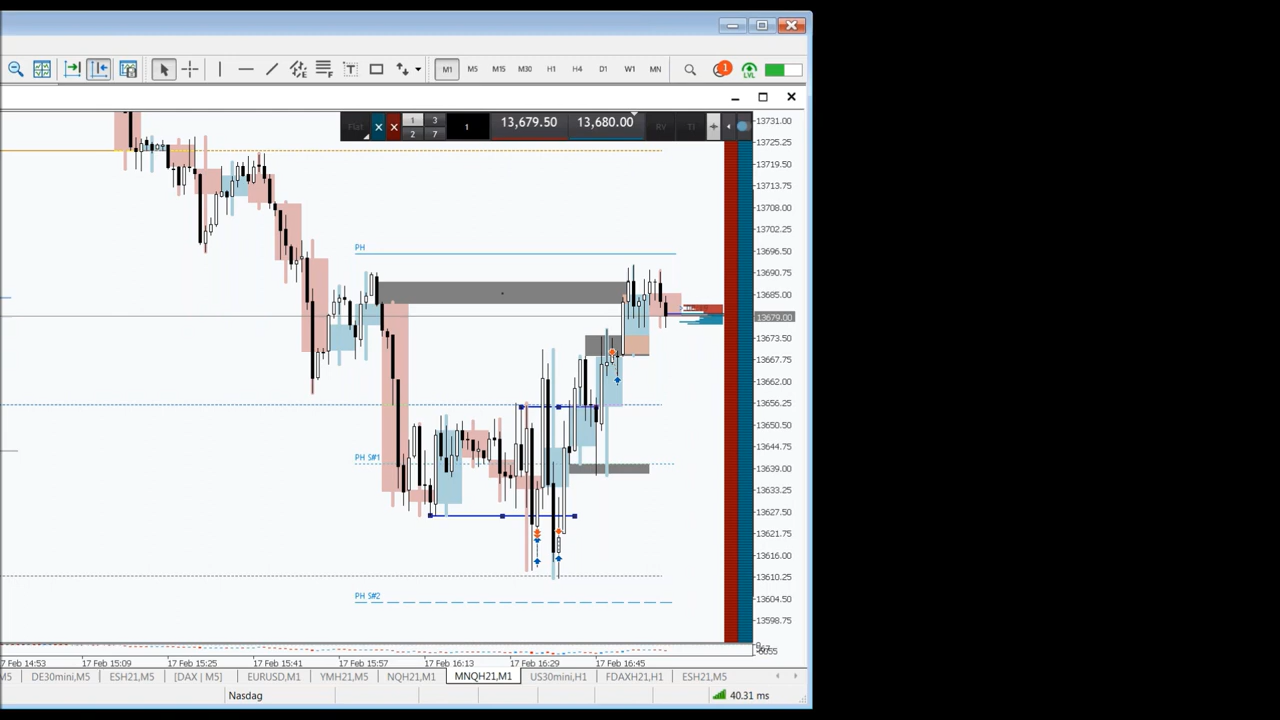 M1 M5 M15 M30 H1 H4 D1 W1 MN 1 LVL
Flat 1 3 2 7 1 13,679.50 13,680.00 RV TI
13731.00
13725.25
13719.50
13713.75
13708.00
13702.25
PH 13696.50
13690.75
13685.00
13679.00
13673.50
13667.75
13662.00
13656.25
13650.50
13644.75
PH S#1
13639.00
13633.25
13627.50
13621.75
13616.00
13610.25
PH S#2 13604.50
13598.75
7 Feb 14:53 17 Feb 15:09 17 Feb 15:25 17 Feb 15:41 17 Feb 15:57 17 Feb 16:13 17 Feb 16:29 17 Feb 16:45
M5 DE30mini,M5 ESH21,M5 [DAX | M5] EURUSD,M1 YMH21,M5 NQH21,M1 MNQH21,M1 US30mini,H1 FDAXH21,H1 ESH21,M5
Nasdaq 40.31 ms